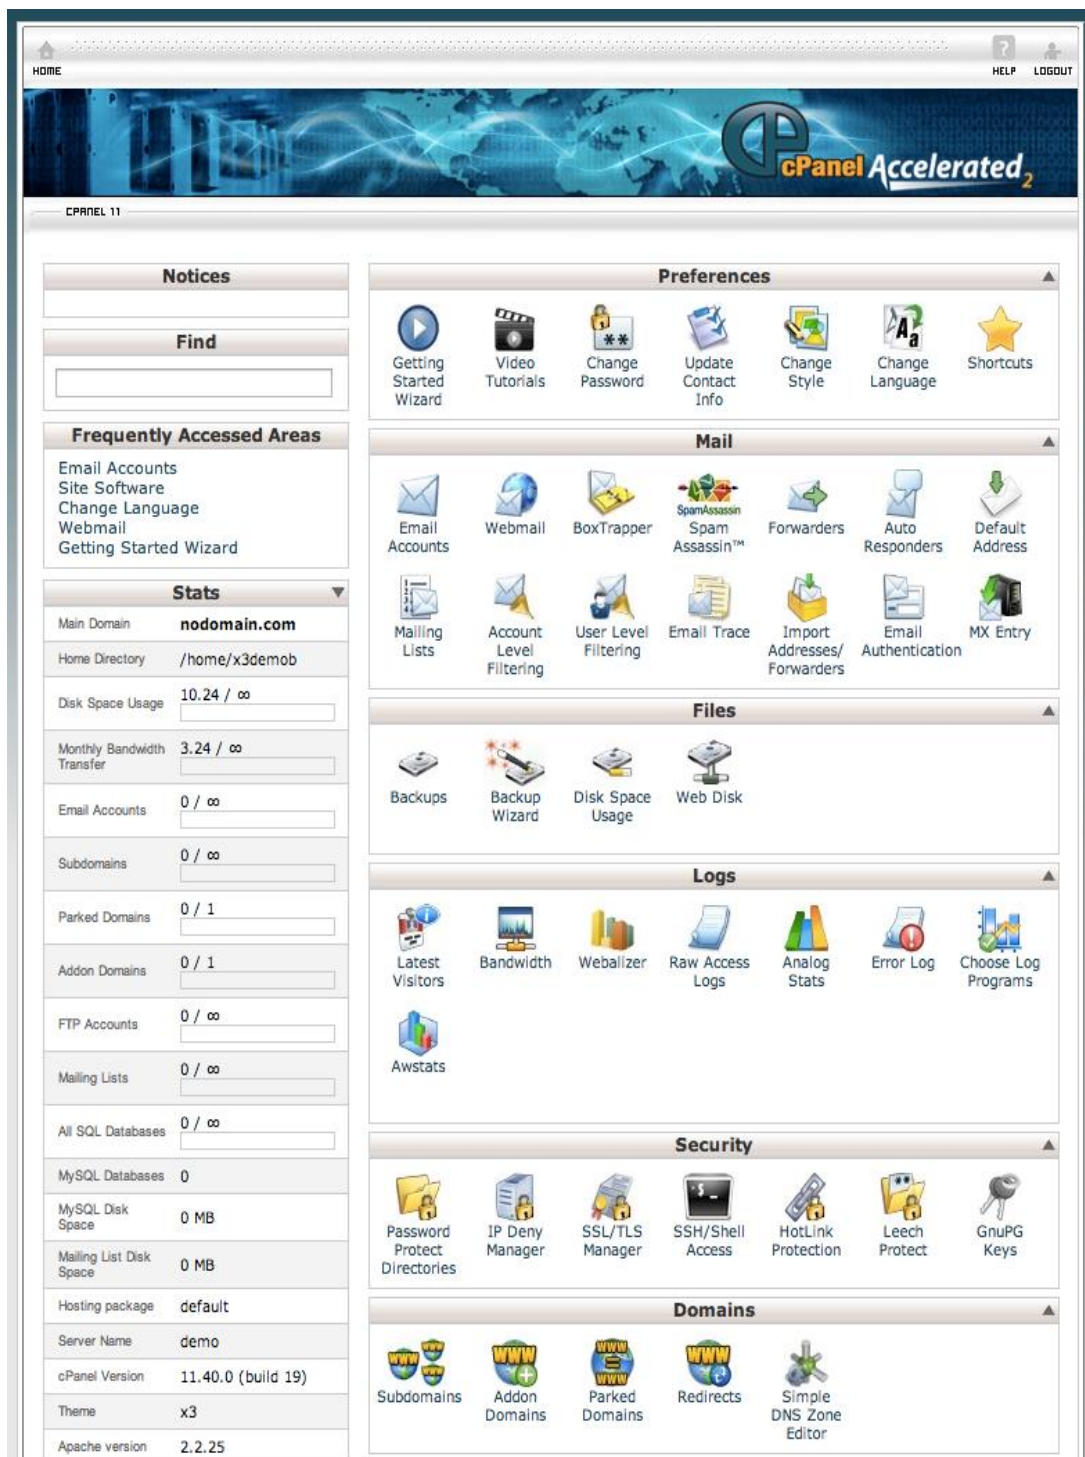 HOME
HELP LOGOUT
cPanel Accelerated2
CPANEL 11
Notices
Find
Frequently Accessed Areas
Email Accounts
Site Software
Change Language
Webmail
Getting Started Wizard
Stats
Main Domain nodomain.com
Home Directory /home/x3demob
Disk Space Usage 10.24 / ∞
Monthly Bandwidth 3.24 / ∞
Transfer
Email Accounts 0 / ∞
Subdomains 0 / ∞
Parked Domains 0 / 1
Addon Domains 0 / 1
FTP Accounts 0 / ∞
Mailing Lists 0 / ∞
All SQL Databases 0 / ∞
MySQL Databases 0
MySQL Disk
Space 0 MB
Mailing List Disk
Space 0 MB
Hosting package default
Server Name demo
cPanel Version 11.40.0 (build 19)
Theme x3
Apache version 2.2.25
Preferences
Getting Video Change Update Change Change Shortcuts
Started Tutorials Password Contact Style Language
Wizard Info
Mail
SpamAssassin
Email Webmail BoxTrapper Spam Forwarders Auto Default
Accounts Assassin™ Responders Address
Mailing Account User Level Email Trace Import Email MX Entry
Lists Level Filtering Addresses/ Authentication
Filtering Forwarders
Files
Backups Backup Disk Space Web Disk
Wizard Usage
Logs
Latest Bandwidth Webalizer Raw Access Analog Error Log Choose Log
Visitors Logs Stats Programs
Awstats
Security
Password IP Deny SSL/TLS SSH/Shell HotLink Leech GnuPG
Protect Manager Manager Access Protection Protect Keys
Directories
Domains
Subdomains Addon Parked Redirects Simple
Domains Domains DNS Zone
Editor